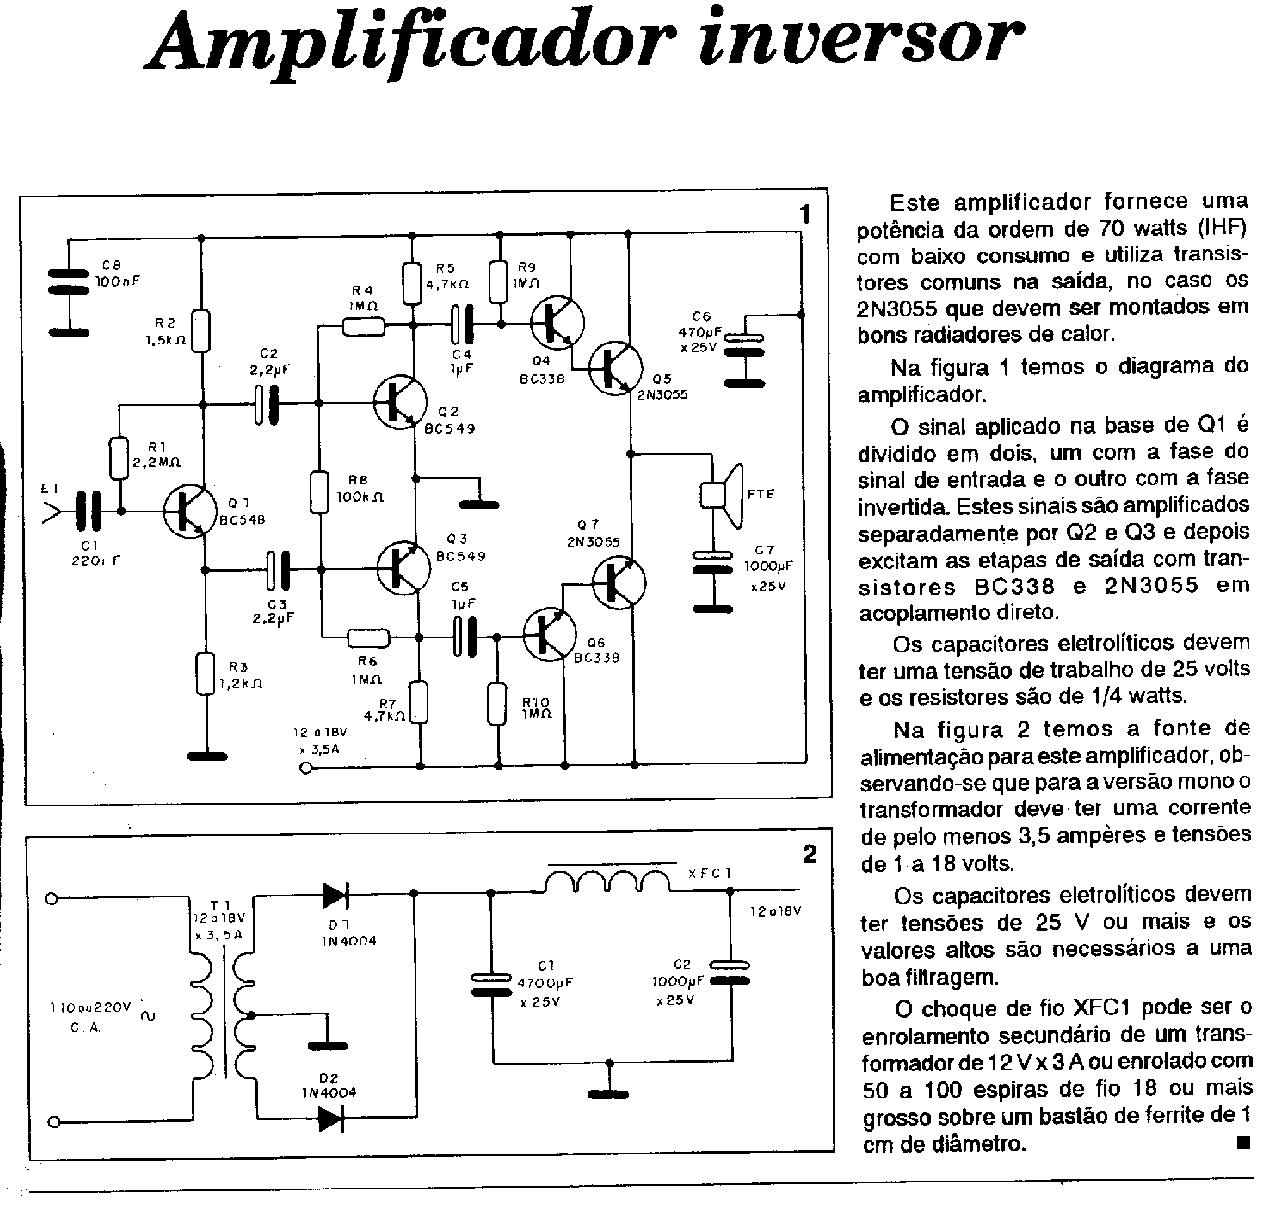 Amplificador inversor
1
C8
100nF
R2
1,5kΩ
R4
1MΩ
R5
4,7kΩ
R9
1MΩ
C2
2,2µF
C4
1µF
Q4
BC338
C6
470µF
x 25V
Q5
2N3055
Q2
BC549
R1
2,2MΩ
E1
Q1
BC548
R8
100kΩ
C1
FTE
Q7
2N3055
Q3
BC549
C7
1000µF
x25V
C3
2,2µF
C5
1µF
Q6
BC338
R3
1,2kΩ
R6
1MΩ
R7
4,7kΩ
R10
1MΩ
12 a 18V
x 3,5A
2
T1
12 a 18V
x 3,5A
D1
1N4004
XFC1
12 a 18V
C1
4700µF
x 25V
C2
1000µF
x 25V
110ou220V
C.A.
D2
1N4004
Este amplificador fornece uma
potência da ordem de 70 watts (IHF)
com baixo consumo e utiliza transis-
tores comuns na saída, no caso os
2N3055 que devem ser montados em
bons radiadores de calor.
Na figura 1 temos o diagrama do
amplificador.
O sinal aplicado na base de Q1 é
dividido em dois, um com a fase do
sinal de entrada e o outro com a fase
invertida. Estes sinais são amplificados
separadamente por Q2 e Q3 e depois
excitam as etapas de saída com tran-
sistores BC338 e 2N3055 em
acoplamento direto.
Os capacitores eletrolíticos devem
ter uma tensão de trabalho de 25 volts
e os resistores são de 1/4 watts.
Na figura 2 temos a fonte de
alimentação para este amplificador, ob-
servando-se que para a versão mono o
transformador deve ter uma corrente
de pelo menos 3,5 ampères e tensões
de 1 a 18 volts.
Os capacitores eletrolíticos devem
ter tensões de 25 V ou mais e os
valores altos são necessários a uma
boa filtragem.
O choque de fio XFC1 pode ser o
enrolamento secundário de um trans-
formador de 12 V x 3 A ou enrolado com
50 a 100 espiras de fio 18 ou mais
grosso sobre um bastão de ferrite de 1
cm de diâmetro.